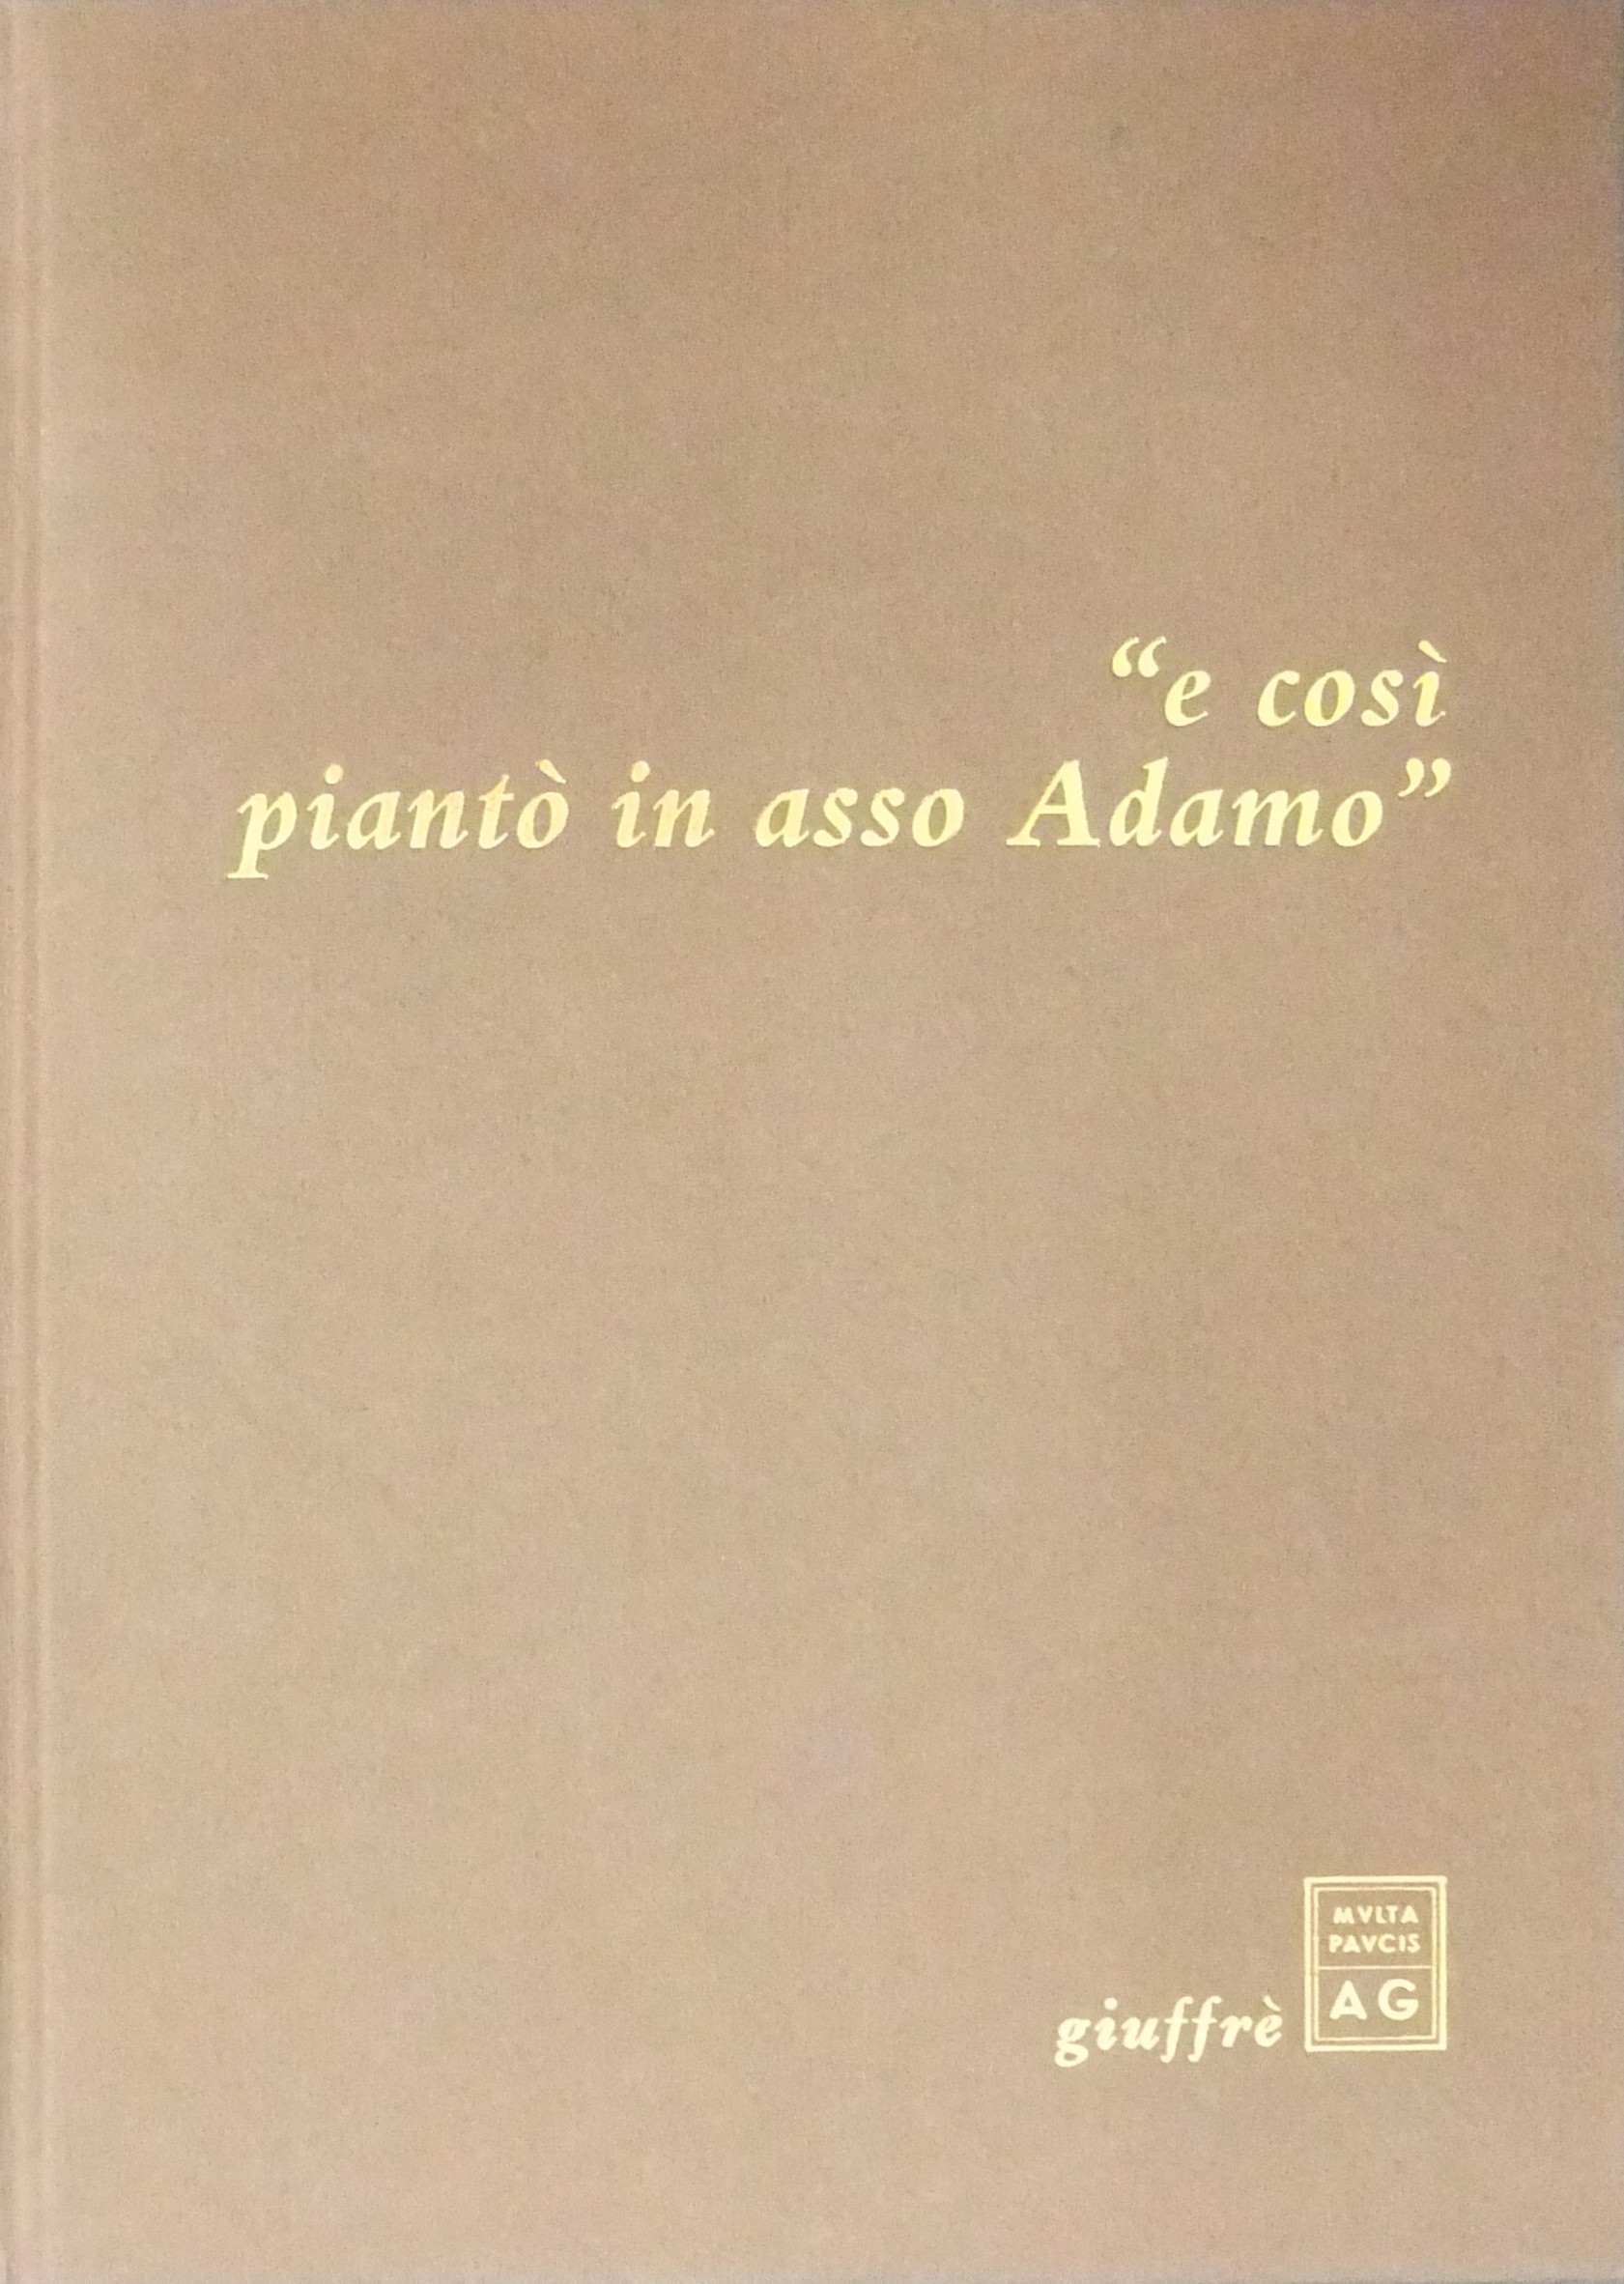 “e così
piantò in asso Adamo”
giuffrè
MVLTA
PAVCIS
AG